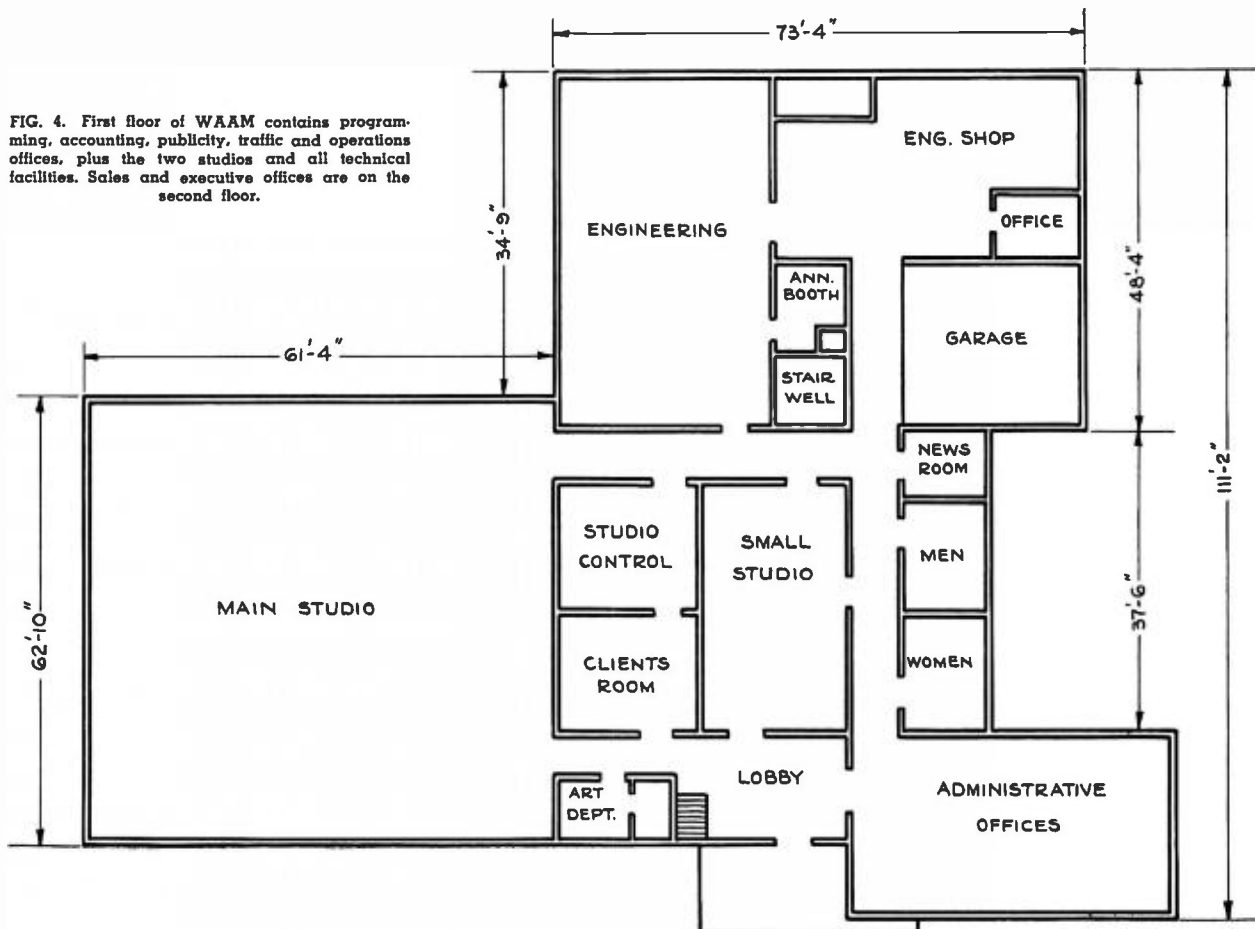 73'-4"
FIG. 4. First floor of WAAM contains program-
ming, accounting, publicity, traffic and operations
offices, plus the two studios and all technical
facilities. Sales and executive offices are on the
second floor.
ENG. SHOP
34'-9"
ENGINEERING
OFFICE
48'-4"
ANN.
BOOTH
GARAGE
61'-4"
STAIR
WELL
NEWS
ROOM
111'-2"
STUDIO
CONTROL
SMALL
STUDIO
MEN
MAIN STUDIO
62'-10"
37'-6"
CLIENTS
ROOM
WOMEN
LOBBY
ART
DEPT.
ADMINISTRATIVE
OFFICES